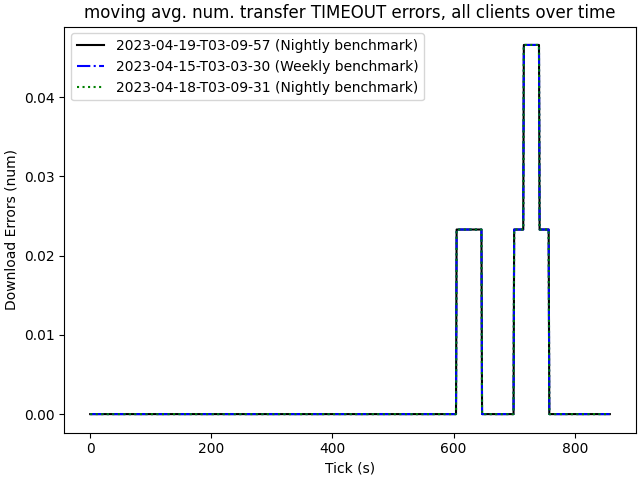 moving avg. num. transfer TIMEOUT errors, all clients over time
2023-04-19-T03-09-57 (Nightly benchmark)
2023-04-15-T03-03-30 (Weekly benchmark)
2023-04-18-T03-09-31 (Nightly benchmark)
Download Errors (num)
0.04
0.03
0.02
0.01
0.00
0 200 400 600 800
Tick (s)